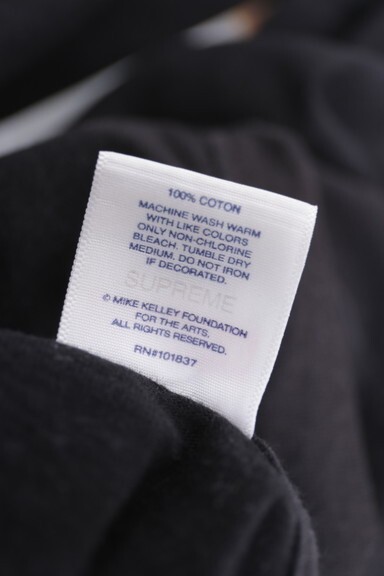 100% COTON
MACHINE WASH WARM
WITH LIKE COLORS
ONLY NON-CHLORINE
BLEACH. TUMBLE DRY
MEDIUM. DO NOT IRON
IF DECORATED.
SUPREME
© MIKE KELLEY FOUNDATION
FOR THE ARTS.
ALL RIGHTS RESERVED.
RN#101837